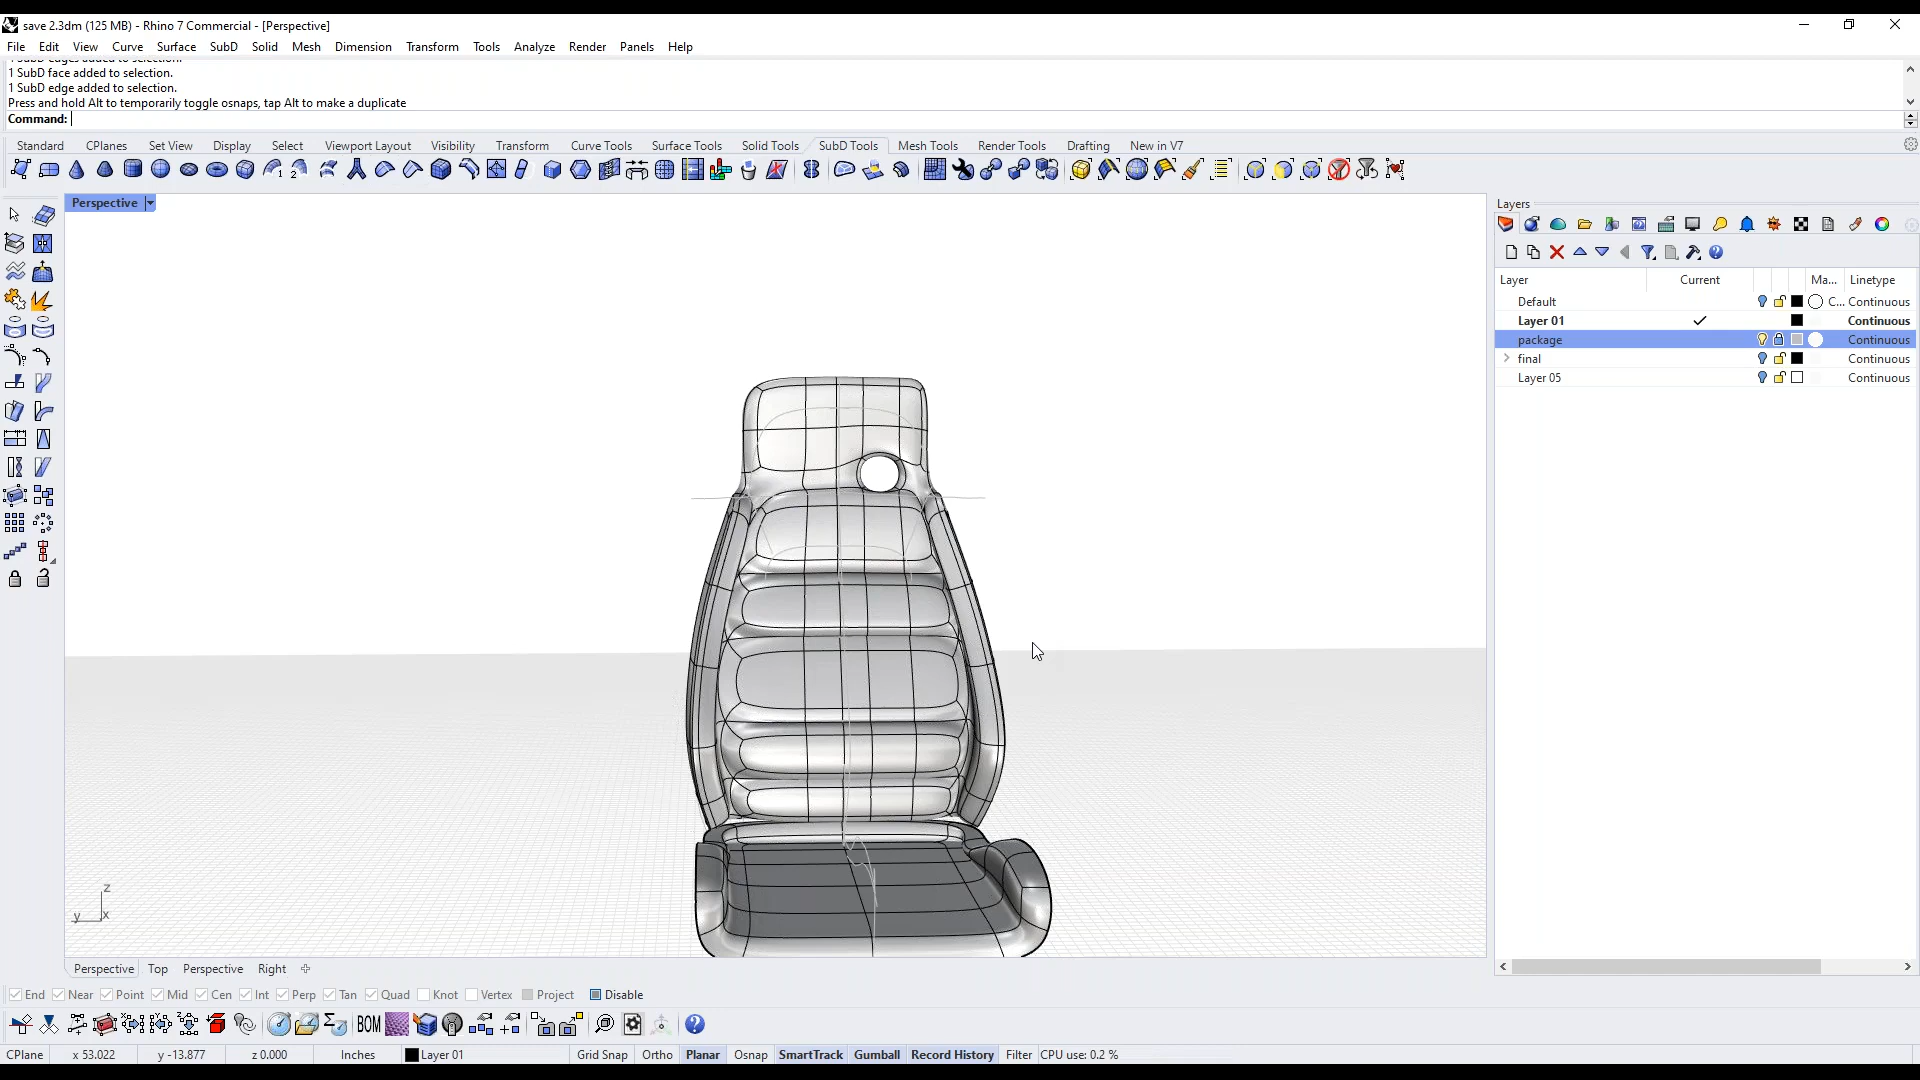 save 2.3dm (125 MB) - Rhino 7 Commercial - [Perspective]
File Edit View Curve Surface SubD Solid Mesh Dimension Transform Tools Analyze Render Panels Help
1 SubD edges added to selection.
1 SubD face added to selection.
1 SubD edge added to selection.
Press and hold Alt to temporarily toggle osnaps, tap Alt to make a duplicate
Command:
Standard CPlanes Set View Display Select Viewport Layout Visibility Transform Curve Tools Surface Tools Solid Tools SubD Tools Mesh Tools Render Tools Drafting New in V7
Perspective
Layers
Layer Current Ma... Linetype
Default C... Continuous
Layer 01 Continuous
package Continuous
final Continuous
Layer 05 Continuous
z
y x
Perspective Top Perspective Right
End Near Point Mid Cen Int Perp Tan Quad Knot Vertex Project Disable
BOM
CPlane x 53.022 y -13.877 z 0.000 Inches Layer 01 Grid Snap Ortho Planar Osnap SmartTrack Gumball Record History Filter CPU use: 0.2 %